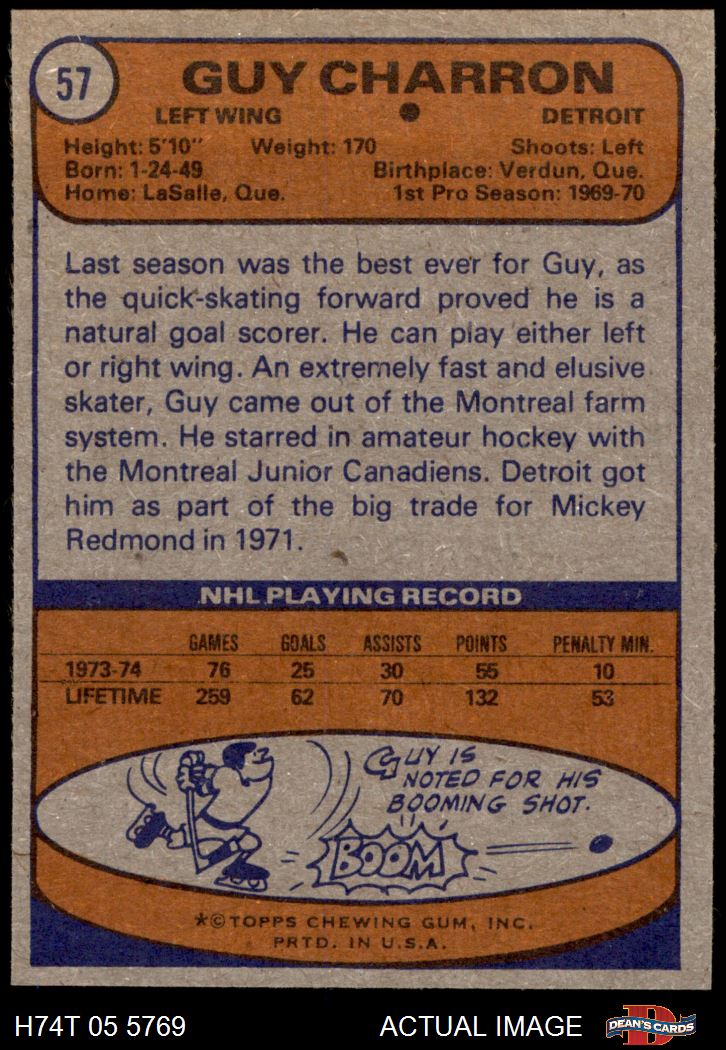 57
GUY CHARRON
LEFT WING DETROIT
Height: 5'10" Weight: 170 Shoots: Left
Born: 1-24-49 Birthplace: Verdun, Que.
Home: LaSalle, Que. 1st Pro Season: 1969-70
Last season was the best ever for Guy, as
the quick-skating forward proved he is a
natural goal scorer. He can play either left
or right wing. An extremely fast and elusive
skater, Guy came out of the Montreal farm
system. He starred in amateur hockey with
the Montreal Junior Canadiens. Detroit got
him as part of the big trade for Mickey
Redmond in 1971.
NHL PLAYING RECORD
GAMES GOALS ASSISTS POINTS PENALTY MIN.
1973-74 76 25 30 55 10
LIFETIME 259 62 70 132 53
GUY IS
NOTED FOR HIS
BOOMING SHOT.
BOOM
*©TOPPS CHEWING GUM, INC.
PRTD. IN U.S.A.
H74T 05 5769 ACTUAL IMAGE D DEAN'S CARDS